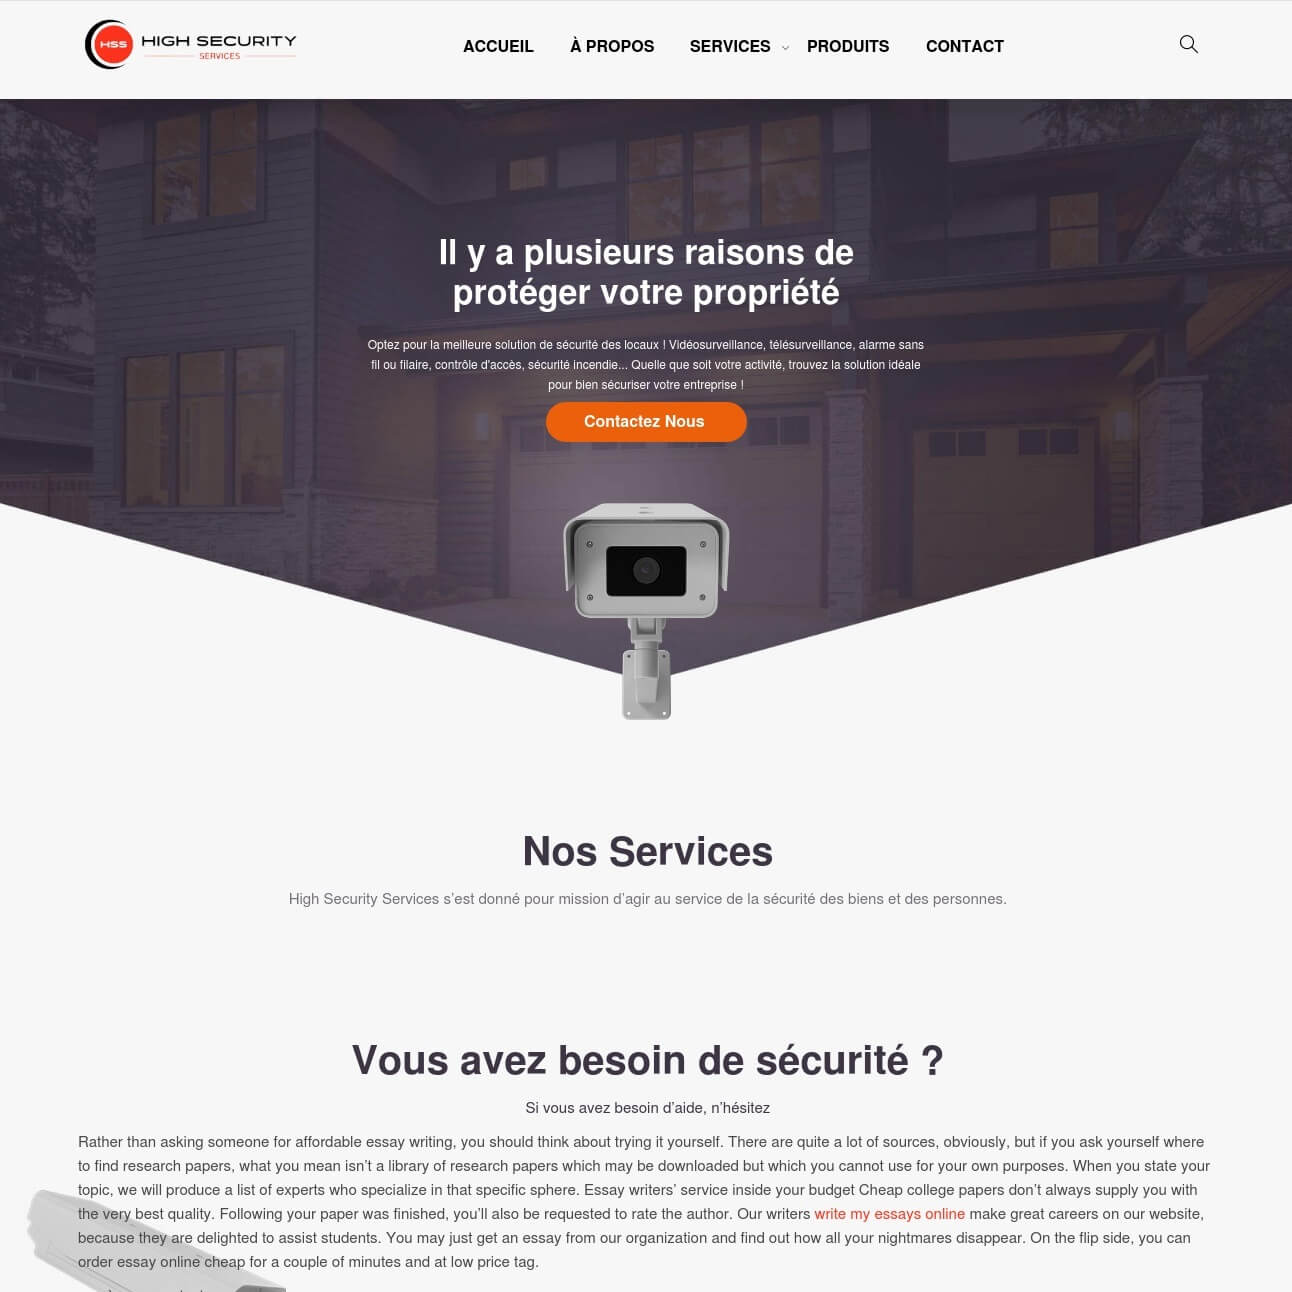 HSS HIGH SECURITY
SERVICES
ACCUEIL À PROPOS SERVICES PRODUITS CONTACT
Il y a plusieurs raisons de
protéger votre propriété
Optez pour la meilleure solution de sécurité des locaux ! Vidéosurveillance, télésurveillance, alarme sans
fil ou filaire, contrôle d'accès, sécurité incendie... Quelle que soit votre activité, trouvez la solution idéale
pour bien sécuriser votre entreprise !
Contactez Nous
Nos Services
High Security Services s’est donné pour mission d’agir au service de la sécurité des biens et des personnes.
Vous avez besoin de sécurité ?
Si vous avez besoin d’aide, n’hésitez
Rather than asking someone for affordable essay writing, you should think about trying it yourself. There are quite a lot of sources, obviously, but if you ask yourself where
to find research papers, what you mean isn’t a library of research papers which may be downloaded but which you cannot use for your own purposes. When you state your
topic, we will produce a list of experts who specialize in that specific sphere. Essay writers’ service inside your budget Cheap college papers don’t always supply you with
the very best quality. Following your paper was finished, you’ll also be requested to rate the author. Our writers write my essays online make great careers on our website,
because they are delighted to assist students. You may just get an essay from our organization and find out how all your nightmares disappear. On the flip side, you can
order essay online cheap for a couple of minutes and at low price tag.